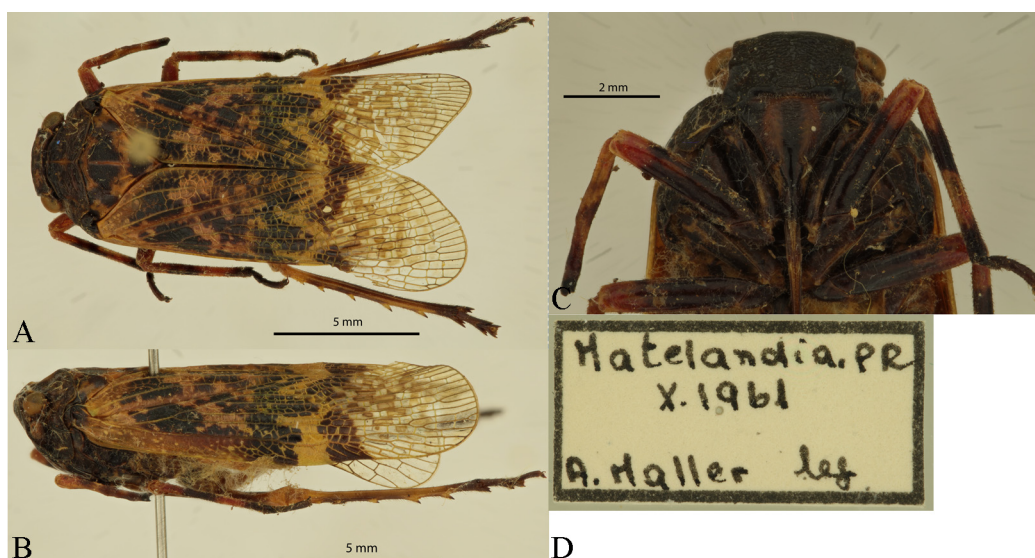 A
5 mm
B
5 mm
2 mm
C
Matelandia. PR
X. 1961
A. Maller leg.
D